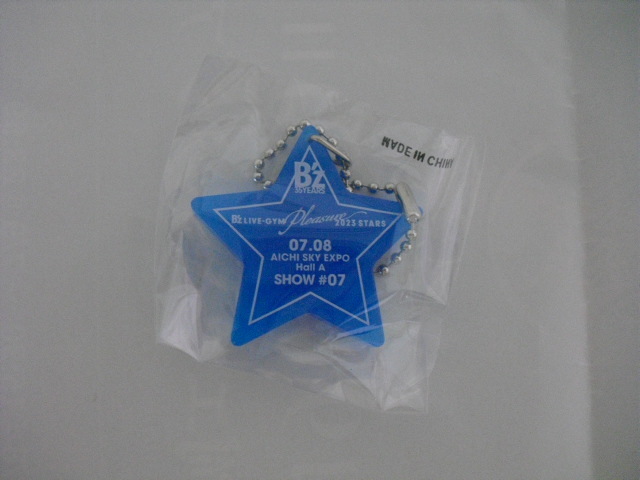 B'z
35YEARS
B'z LIVE-GYM Pleasure 2023 STARS
07.08
AICHI SKY EXPO
Hall A
SHOW #07
MADE IN CHINA